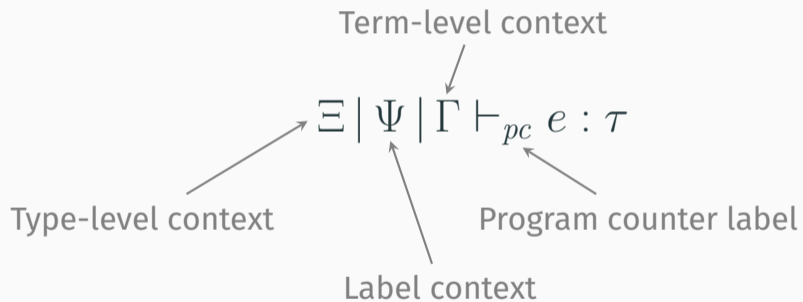 Term-level context
Ξ | Ψ | Γ ⊢pc e : τ
Type-level context
Program counter label
Label context